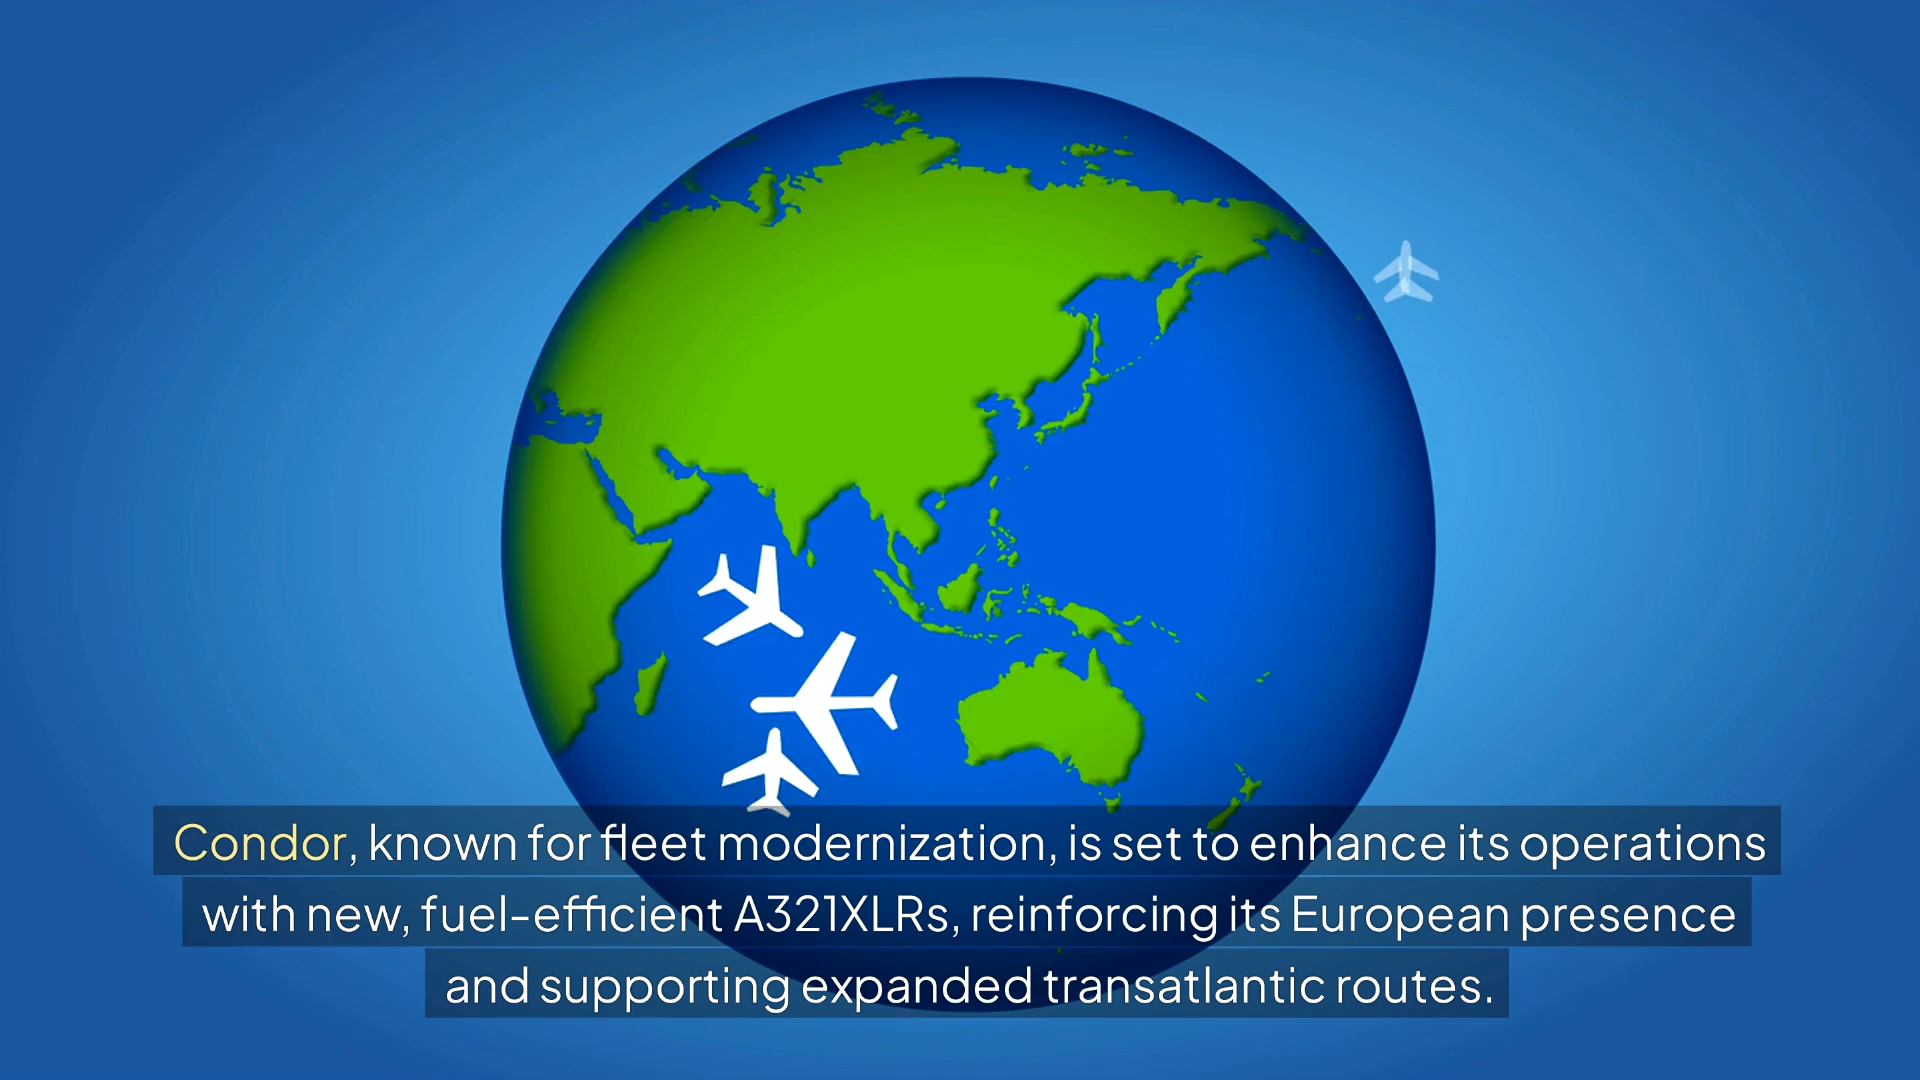 Condor, known for fleet modernization, is set to enhance its operations
with new, fuel-efficient A321XLRs, reinforcing its European presence
and supporting expanded transatlantic routes.